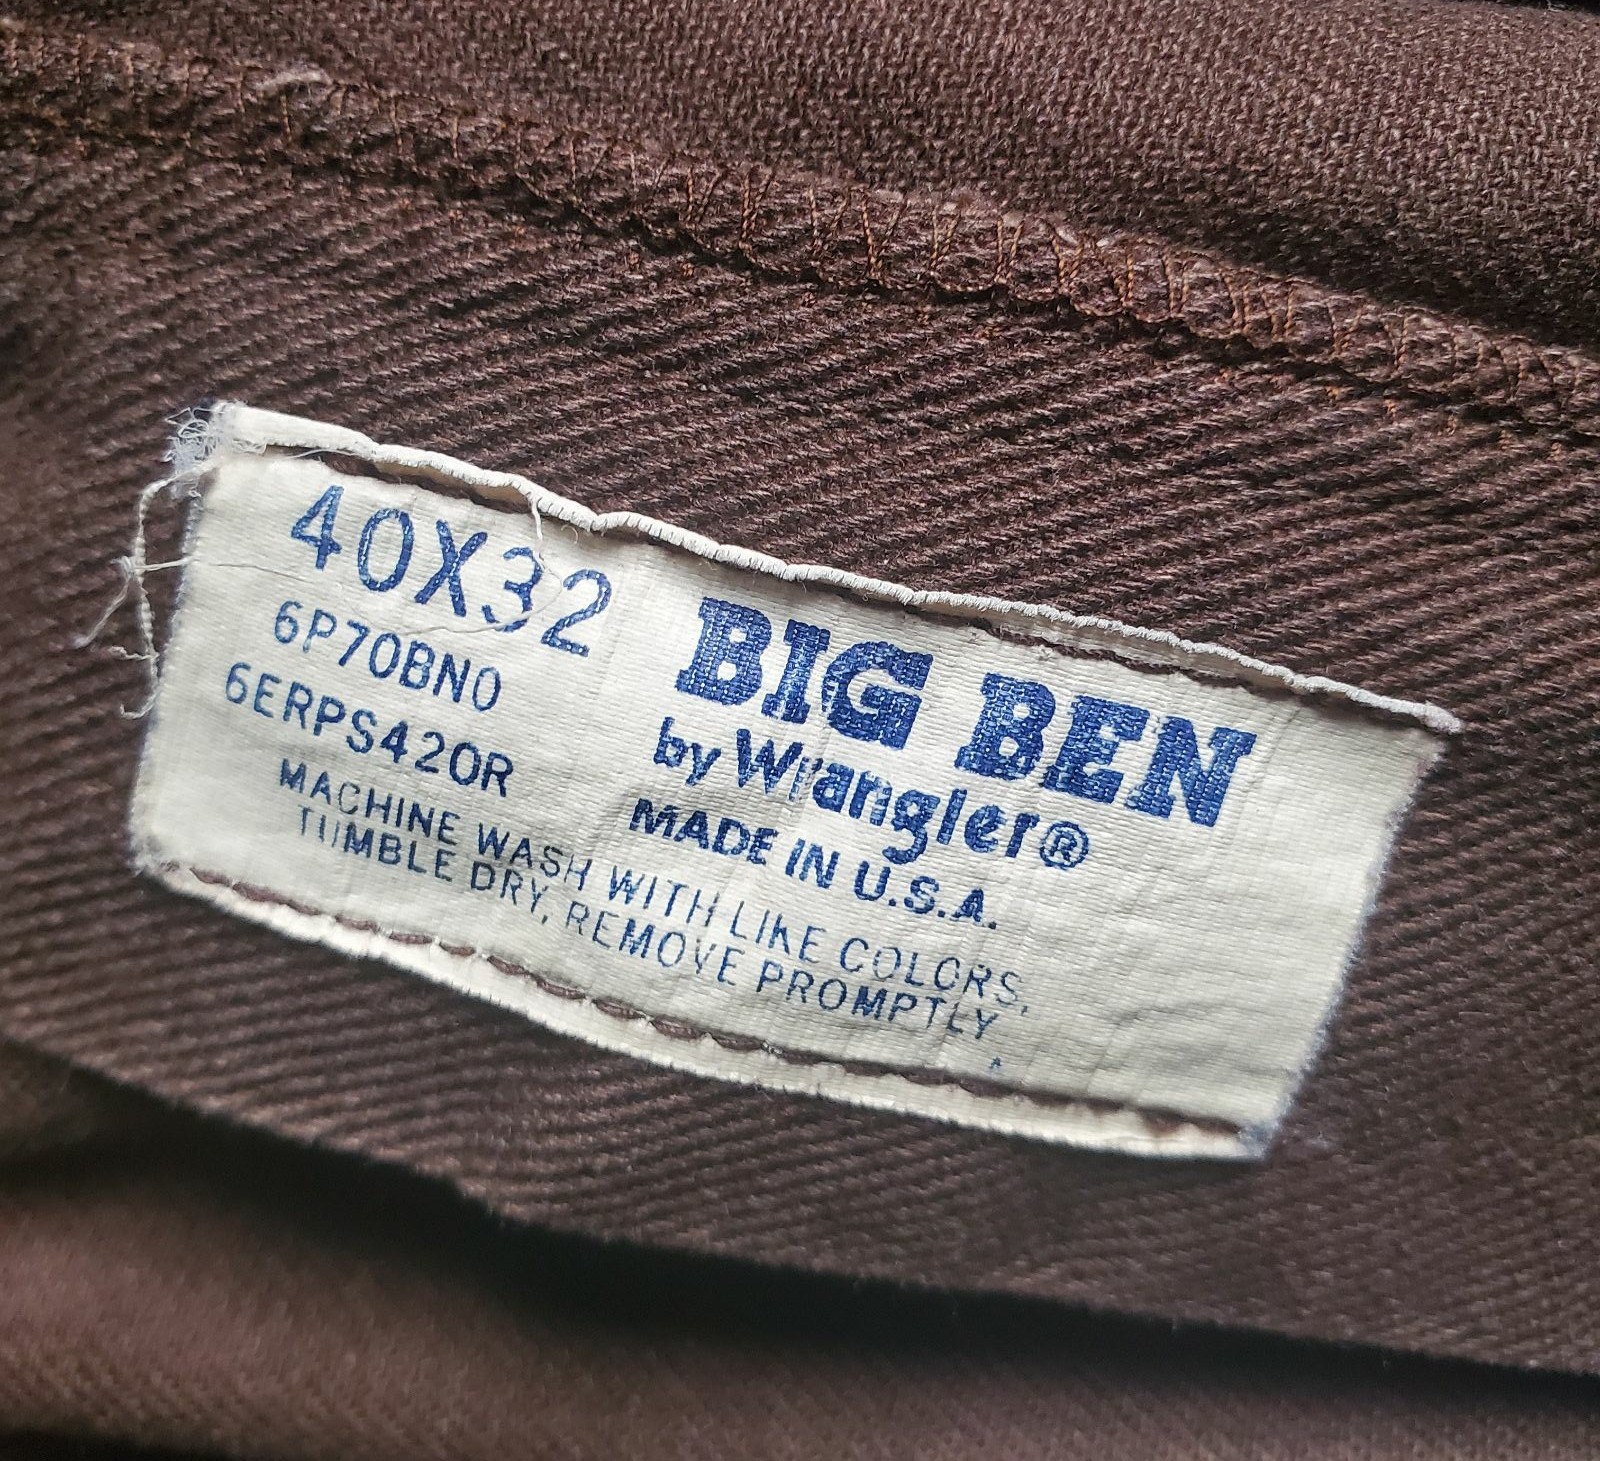 40X32
6P70BN0
6ERPS420R
BIG BEN
by Wrangler®
MADE IN U.S.A.
MACHINE WASH WITH LIKE COLORS,
TUMBLE DRY, REMOVE PROMPTLY